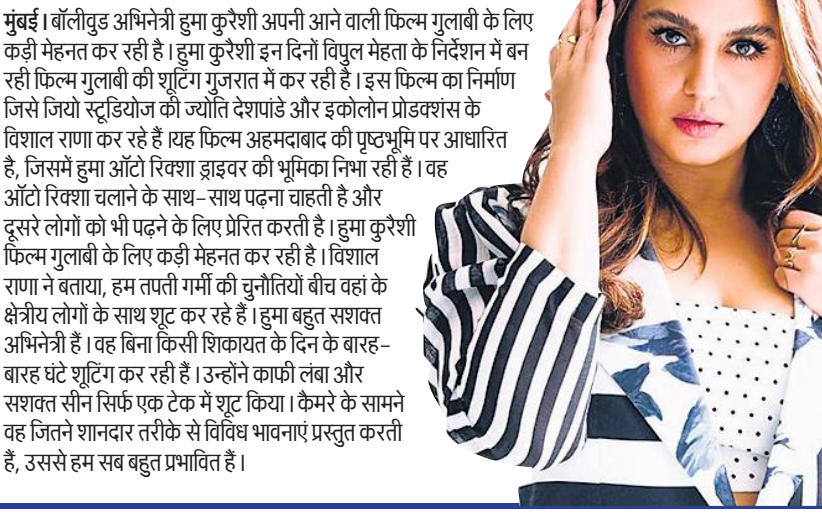 मुंबई। बॉलीवुड अभिनेत्री हुमा कुरैशी अपनी आने वाली फिल्म गुलाबी के लिए
कड़ी मेहनत कर रही है। हुमा कुरैशी इन दिनों विपुल मेहता के निर्देशन में बन
रही फिल्म गुलाबी की शूटिंग गुजरात में कर रही है। इस फिल्म का निर्माण
जिसे जियो स्टूडियोज की ज्योति देशपांडे और इकोलोन प्रोडक्शंस के
विशाल राणा कर रहे हैं।यह फिल्म अहमदाबाद की पृष्ठभूमि पर आधारित
है, जिसमें हुमा ऑटो रिक्शा ड्राइवर की भूमिका निभा रही हैं। वह
ऑटो रिक्शा चलाने के साथ-साथ पढ़ना चाहती है और
दूसरे लोगों को भी पढ़ने के लिए प्रेरित करती है। हुमा कुरैशी
फिल्म गुलाबी के लिए कड़ी मेहनत कर रही है। विशाल
राणा ने बताया, हम तपती गर्मी की चुनौतियों बीच वहां के
क्षेत्रीय लोगों के साथ शूट कर रहे हैं। हुमा बहुत सशक्त
अभिनेत्री हैं। वह बिना किसी शिकायत के दिन के बारह-
बारह घंटे शूटिंग कर रही हैं। उन्होंने काफी लंबा और
सशक्त सीन सिर्फ एक टेक में शूट किया। कैमरे के सामने
वह जितने शानदार तरीके से विविध भावनाएं प्रस्तुत करती
हैं, उससे हम सब बहुत प्रभावित हैं।